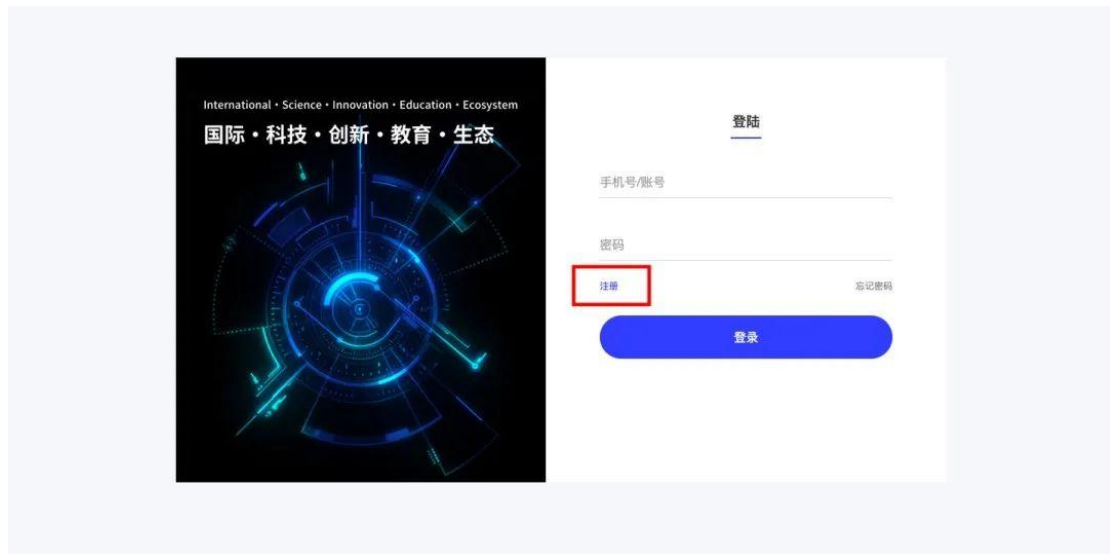 International · Science · Innovation · Education · Ecosystem
国际·科技·创新·教育·生态
登陆
手机号/账号
密码
注册
忘记密码
登录